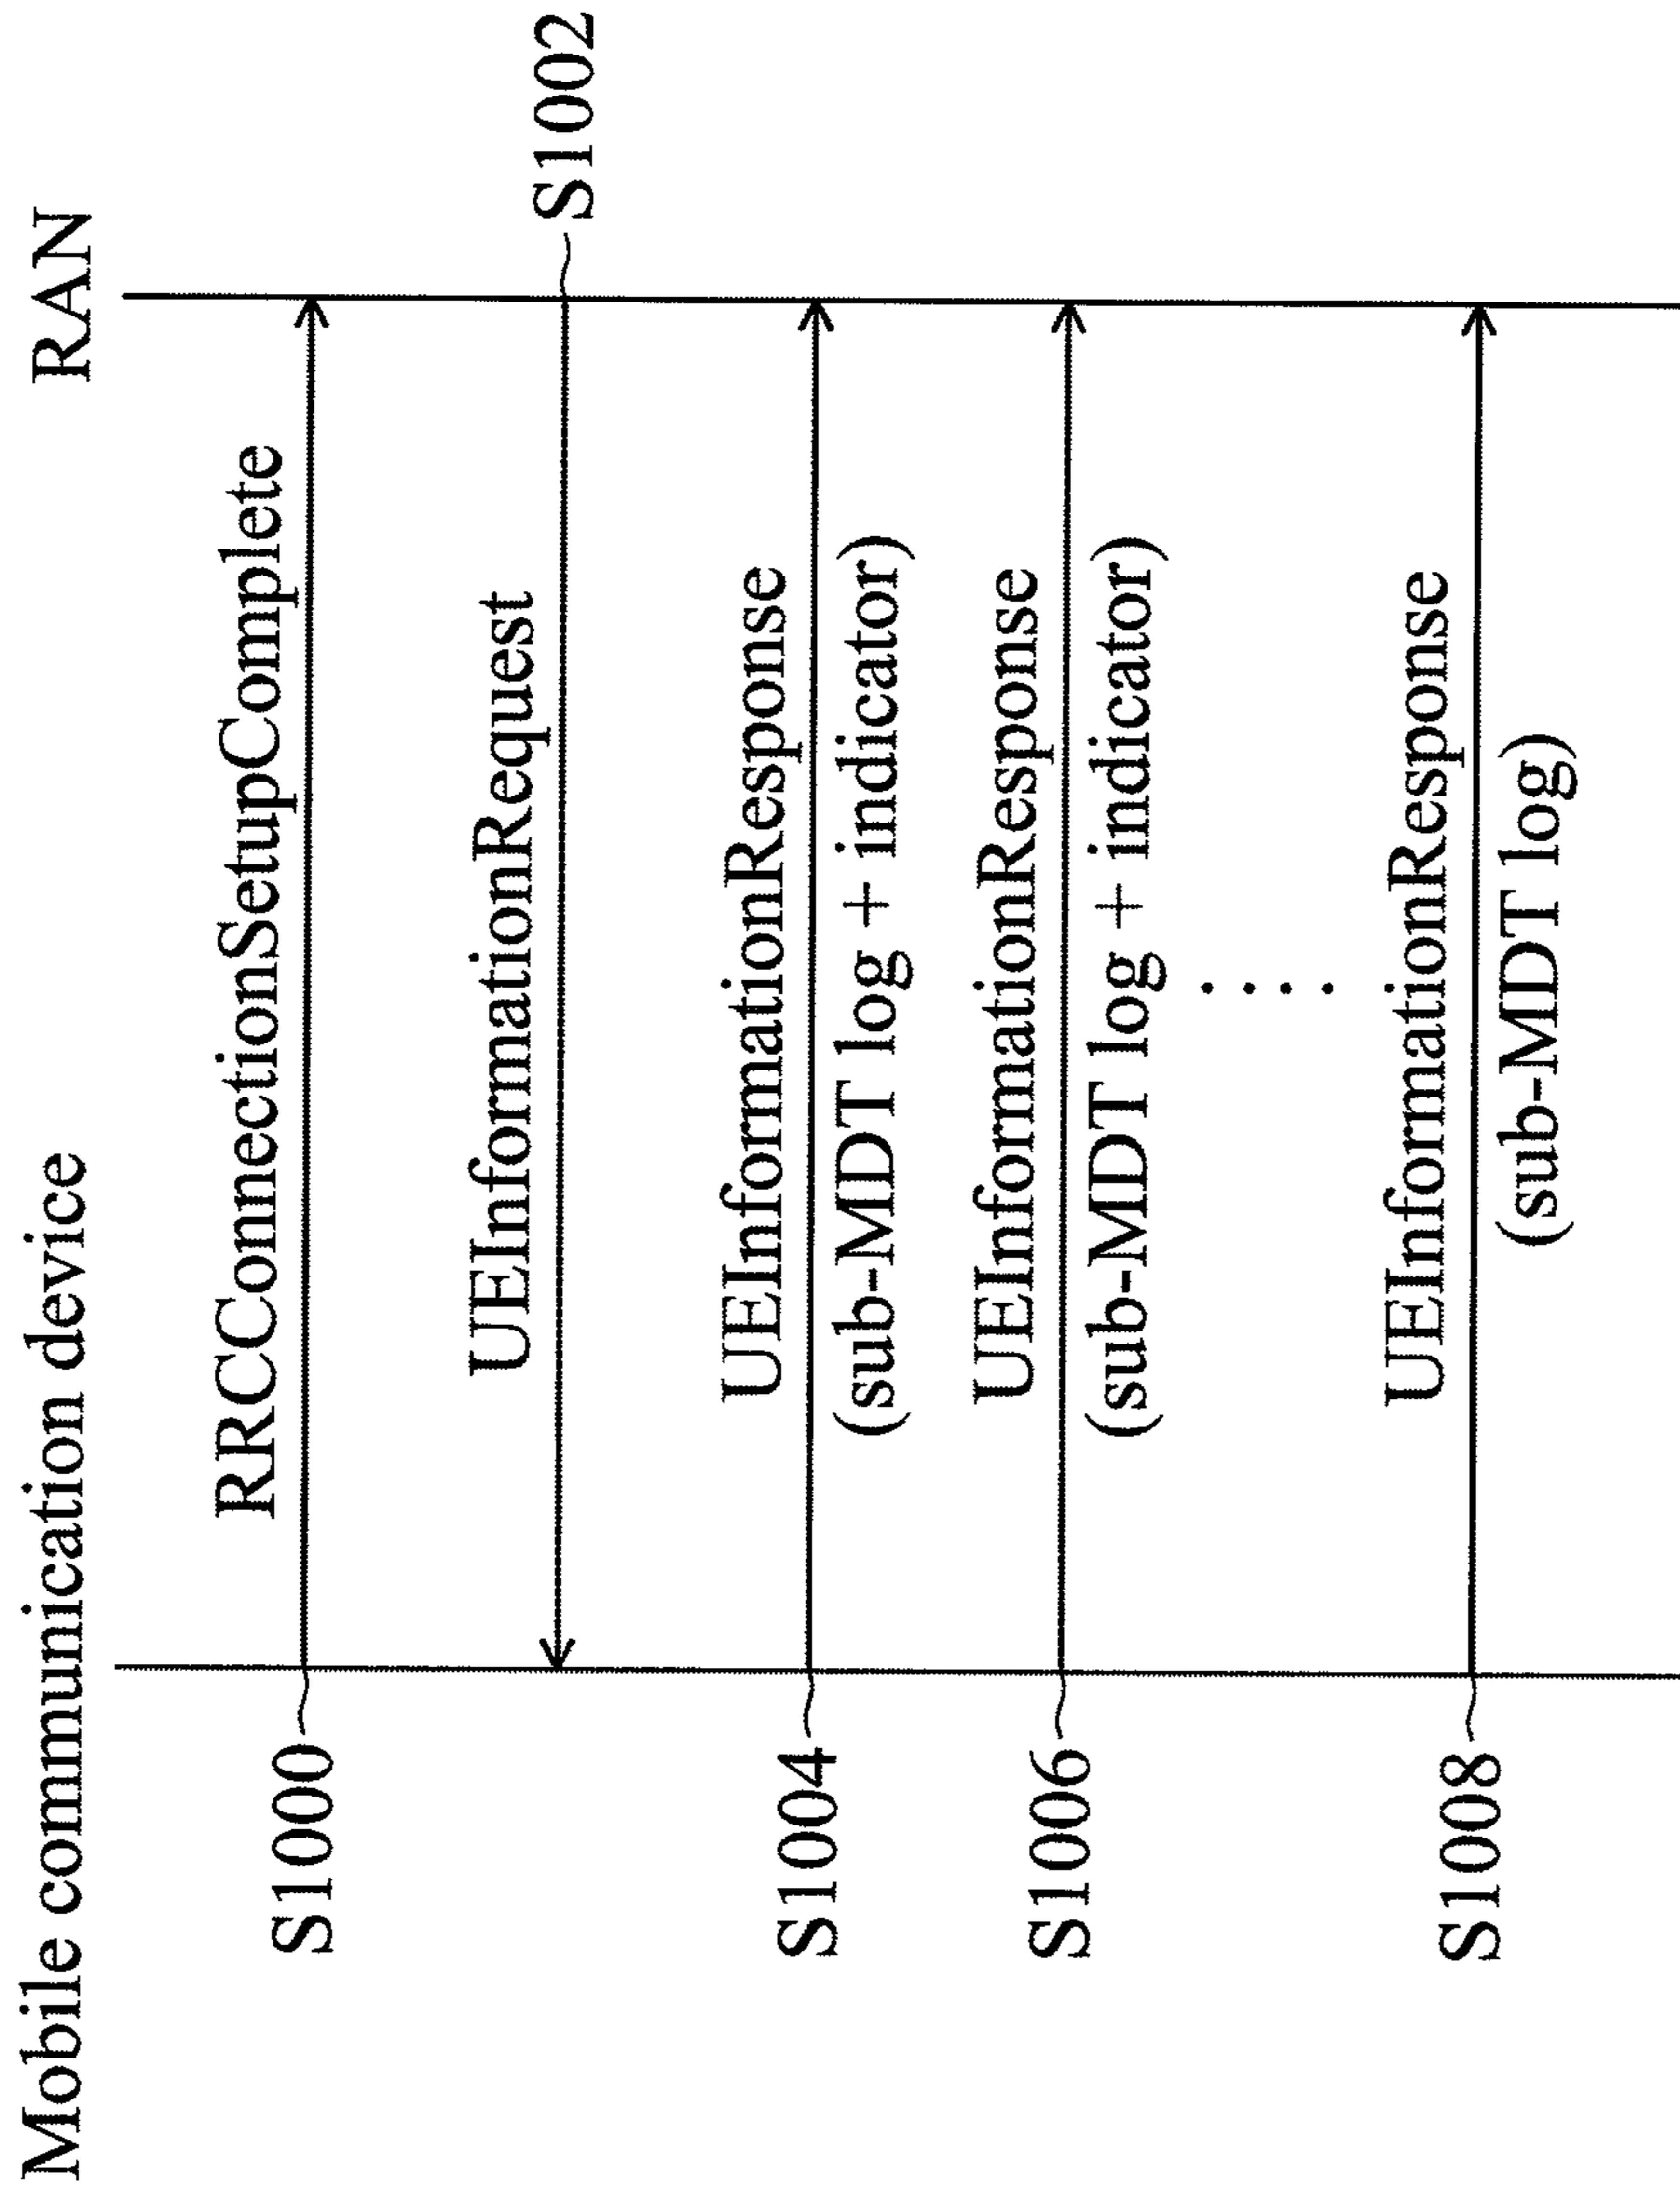 Mobile communication device
RAN
RRCConnectionSetupComplete
S1000
UEInformationRequest
S1002
UEInformationResponse
S1004
(sub-MDT log + indicator)
UEInformationResponse
S1006
(sub-MDT log + indicator)
. . . .
UEInformationResponse
S1008
(sub-MDT log)